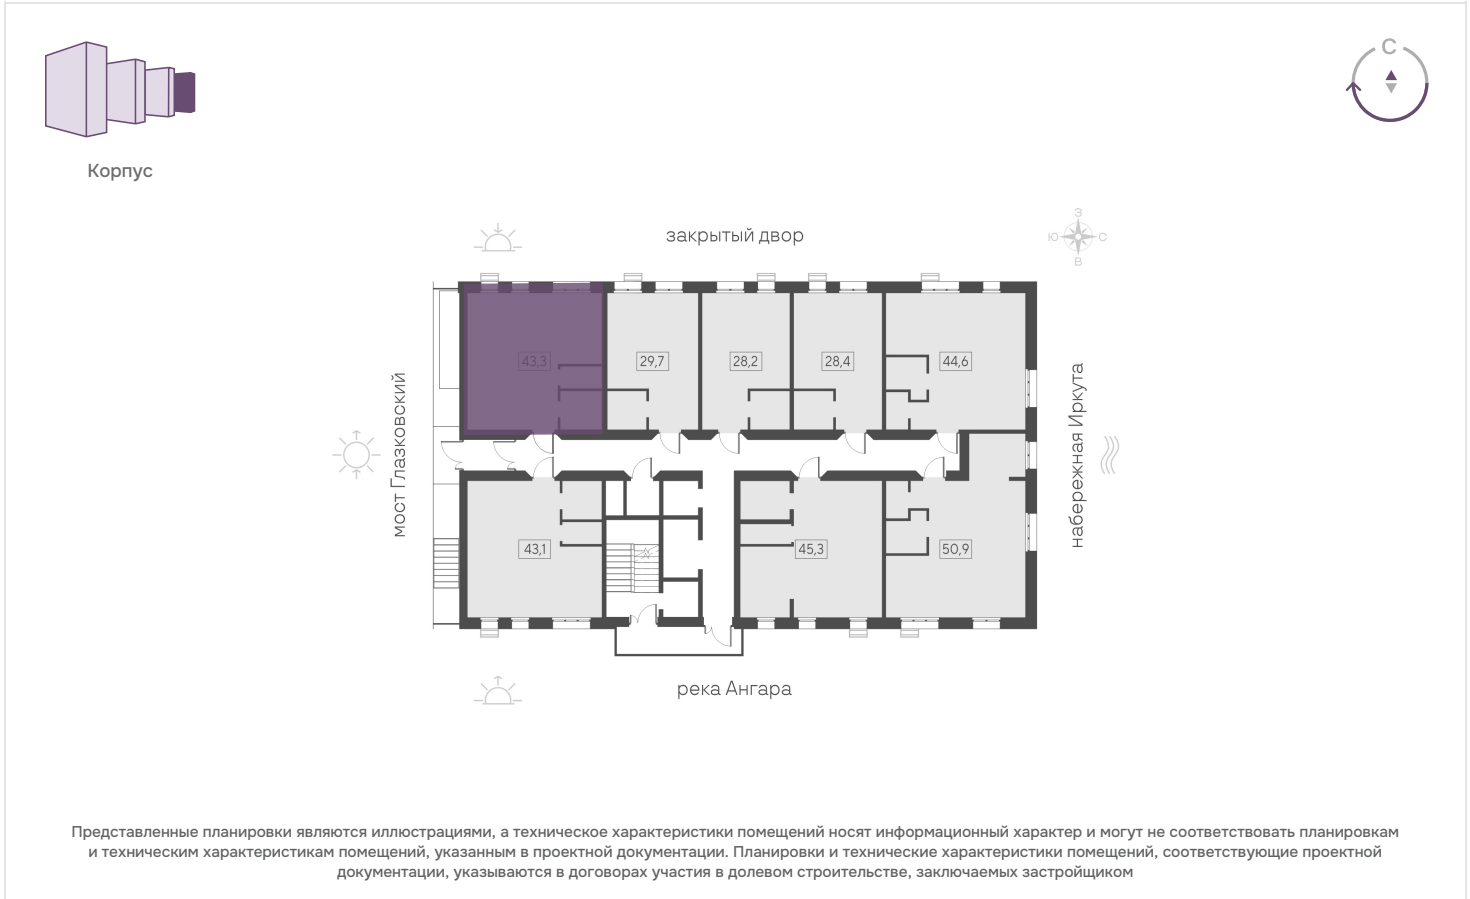 С
Корпус
закрытый двор
З
Ю
С
В
43,3
29,7
28,2
28,4
44,6
мост Глазковский
набережная Иркута
43,1
45,3
50,9
река Ангара
Представленные планировки являются иллюстрациями, а техническое характеристики помещений носят информационный характер и могут не соответствовать планировкам
и техническим характеристикам помещений, указанным в проектной документации. Планировки и технические характеристики помещений, соответствующие проектной
документации, указываются в договорах участия в долевом строительстве, заключаемых застройщиком